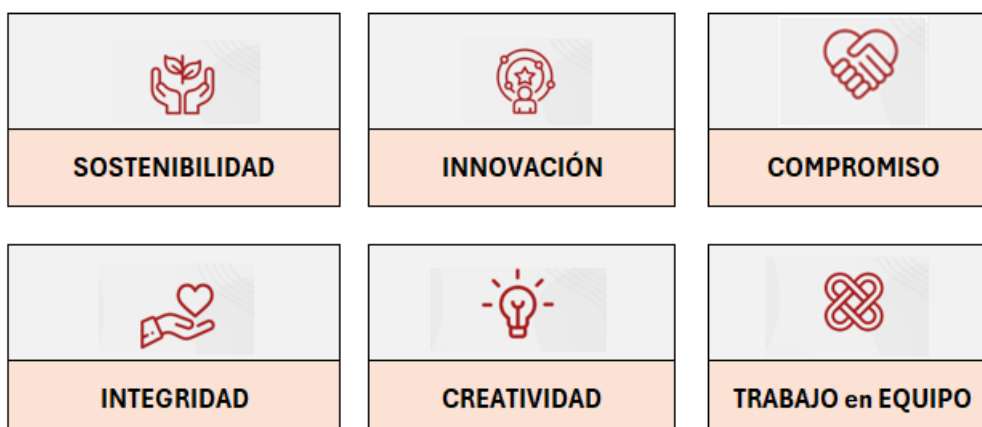 SOSTENIBILIDAD
INNOVACIÓN
COMPROMISO
INTEGRIDAD
CREATIVIDAD
TRABAJO en EQUIPO